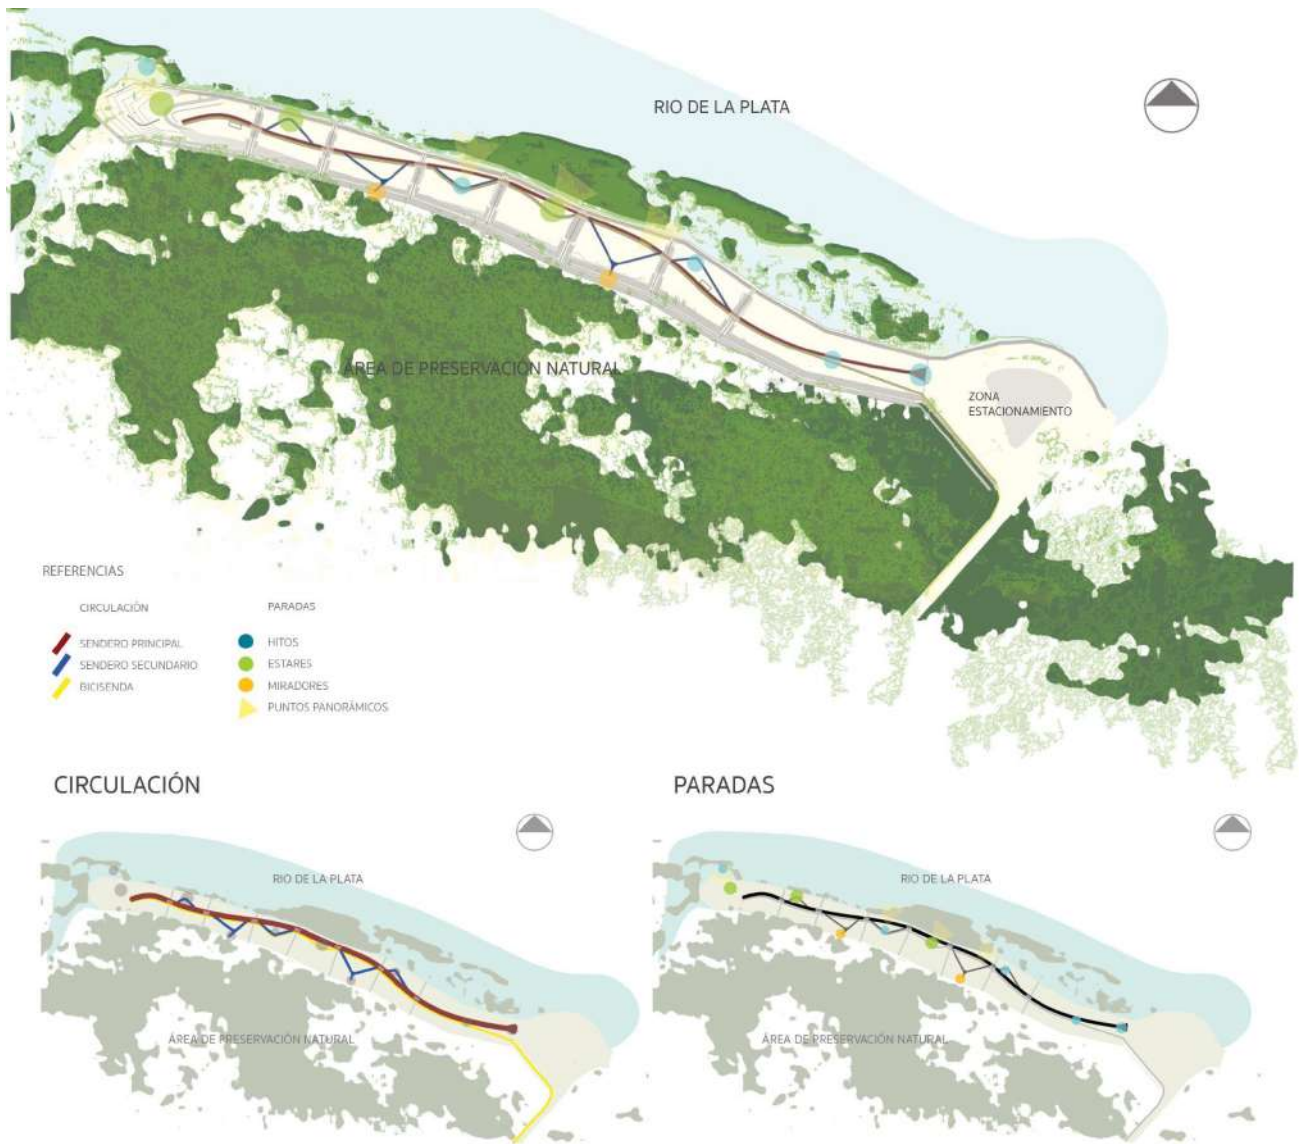 RIO DE LA PLATA
ÁREA DE PRESERVACIÓN NATURAL
ZONA
ESTACIONAMIENTO
REFERENCIAS
CIRCULACIÓN
SENDERO PRINCIPAL
SENDERO SECUNDARIO
BICISENDA
PARADAS
HITOS
ESTARES
MIRADORES
PUNTOS PANORÁMICOS
CIRCULACIÓN
RIO DE LA PLATA
ÁREA DE PRESERVACIÓN NATURAL
PARADAS
RIO DE LA PLATA
ÁREA DE PRESERVACIÓN NATURAL